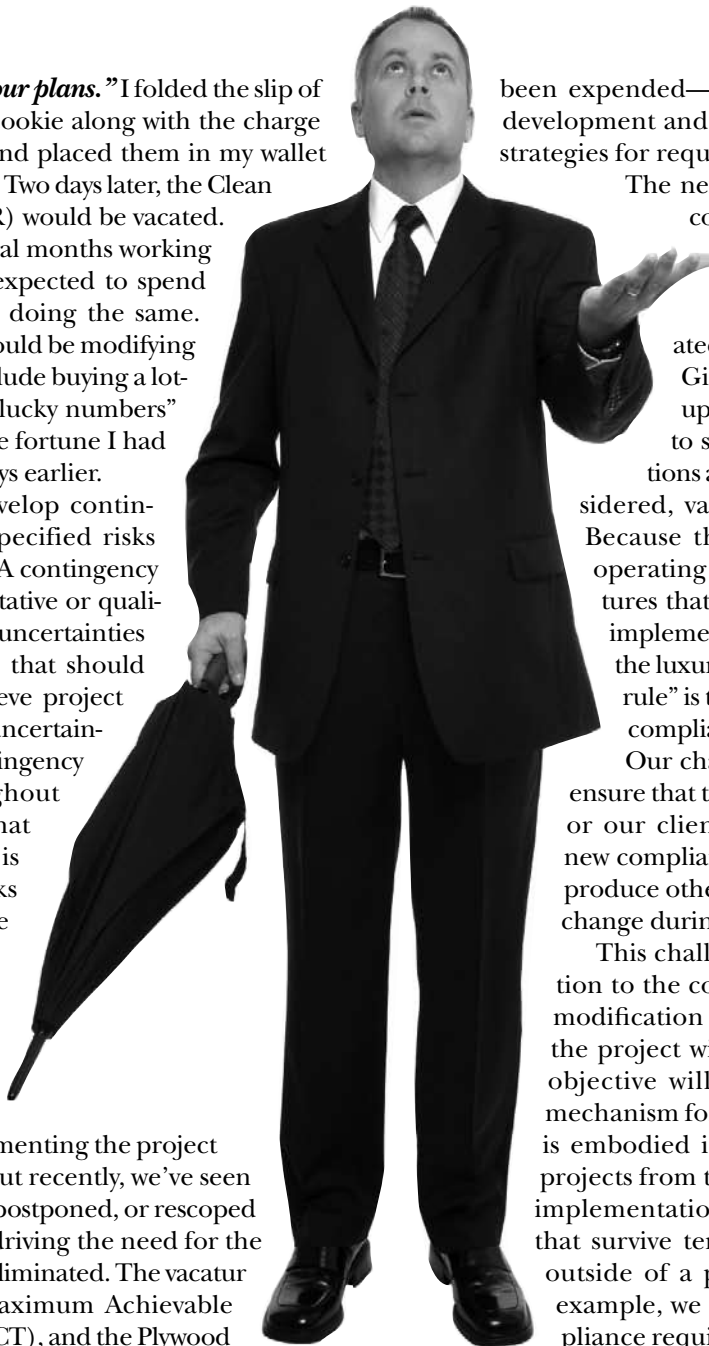 our plans.” I folded the slip of
ookie along with the charge
nd placed them in my wallet
Two days later, the Clean
R) would be vacated.
al months working
expected to spend
doing the same.
ould be modifying
lude buying a lot-
lucky numbers”
e fortune I had
ys earlier.
velop contin-
pecified risks
A contingency
tative or quali-
uncertainties
that should
eve project
uncertain-
ingency
ghout
hat
is
ks
e
menting the project
ut recently, we’ve seen
postponed, or rescoped
driving the need for the
liminated. The vacatur
aximum Achievable
CT), and the Plywood
been expended—
development and
strategies for requ
The ne
co
ated
Gi
up
to s
tions a
sidered, va
Because th
operating
tures that
impleme
the luxur
rule” is t
complia
Our cha
ensure that t
or our clien
new complia
produce othe
change durin
This chall
tion to the co
modification
the project wi
objective will
mechanism fo
is embodied i
projects from t
implementatio
that survive ter
outside of a p
example, we
pliance requi